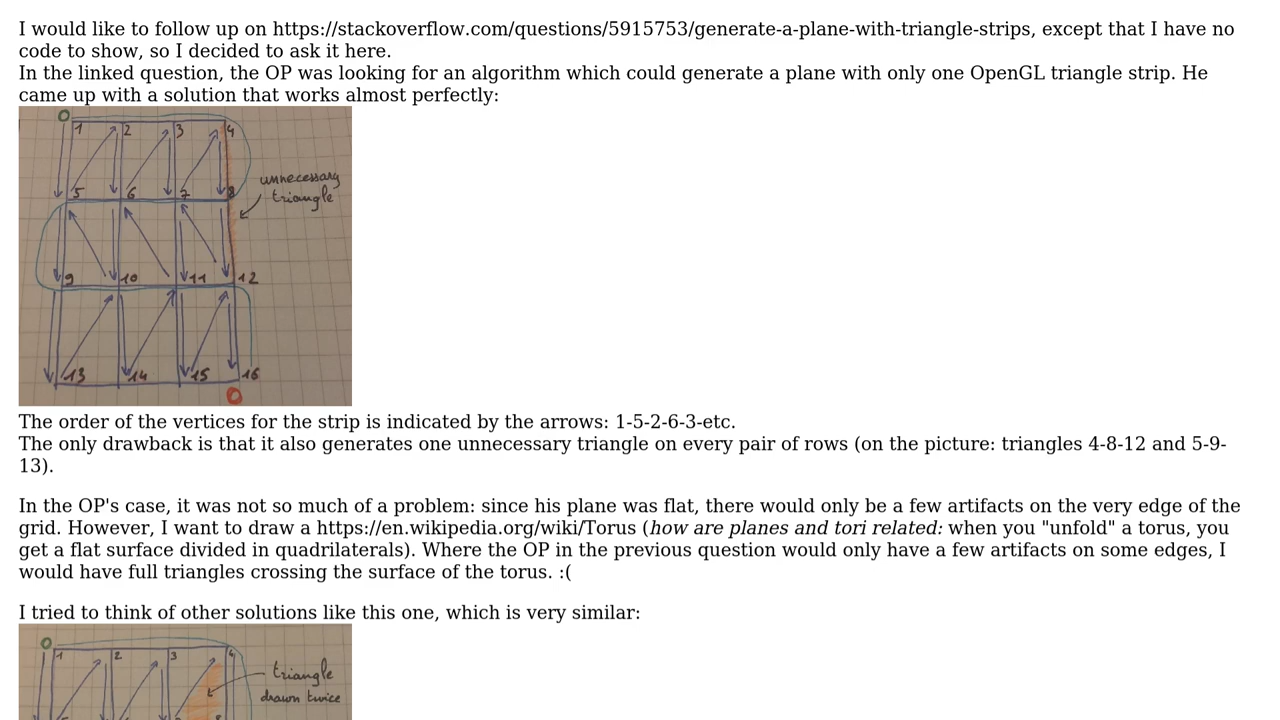 I would like to follow up on https://stackoverflow.com/questions/5915753/generate-a-plane-with-triangle-strips, except that I have no
code to show, so I decided to ask it here.
In the linked question, the OP was looking for an algorithm which could generate a plane with only one OpenGL triangle strip. He
came up with a solution that works almost perfectly:
1 2 3 4
unnecessary
triangle
5 6 7 8
9 10 11 12
13 14 15 16
The order of the vertices for the strip is indicated by the arrows: 1-5-2-6-3-etc.
The only drawback is that it also generates one unnecessary triangle on every pair of rows (on the picture: triangles 4-8-12 and 5-9-
13).
In the OP's case, it was not so much of a problem: since his plane was flat, there would only be a few artifacts on the very edge of the
grid. However, I want to draw a https://en.wikipedia.org/wiki/Torus (how are planes and tori related: when you "unfold" a torus, you
get a flat surface divided in quadrilaterals). Where the OP in the previous question would only have a few artifacts on some edges, I
would have full triangles crossing the surface of the torus. :(
I tried to think of other solutions like this one, which is very similar:
1 2 3 4
triangle
drawn twice